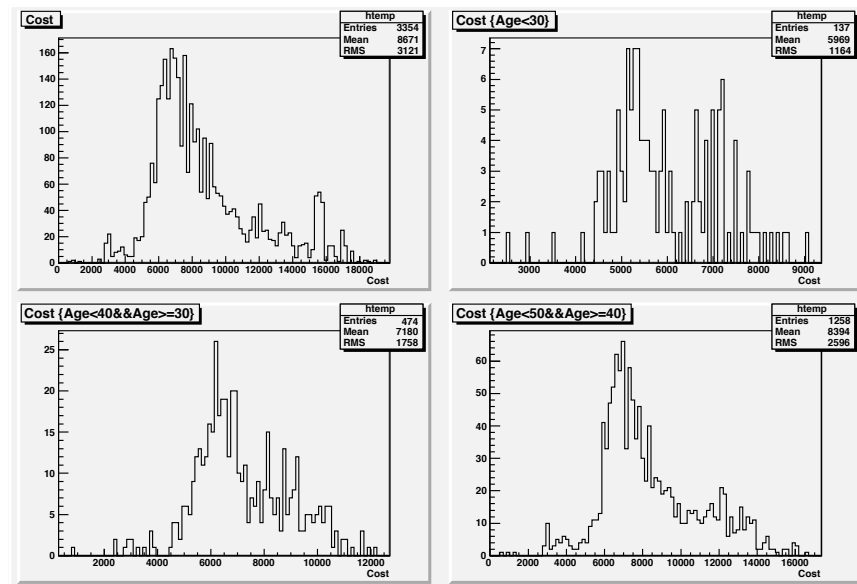 Cost
htemp
Entries 3354
Mean 8671
RMS 3121
160
140
120
100
80
60
40
20
0
0 2000 4000 6000 8000 10000 12000 14000 16000 18000
Cost
Cost {Age<30}
htemp
Entries 137
Mean 5969
RMS 1164
7
6
5
4
3
2
1
0
3000 4000 5000 6000 7000 8000 9000
Cost
Cost {Age<40&&Age>=30}
htemp
Entries 474
Mean 7180
RMS 1758
25
20
15
10
5
0
2000 4000 6000 8000 10000 12000
Cost
Cost {Age<50&&Age>=40}
htemp
Entries 1258
Mean 8394
RMS 2596
60
50
40
30
20
10
0
0 2000 4000 6000 8000 10000 12000 14000 16000
Cost